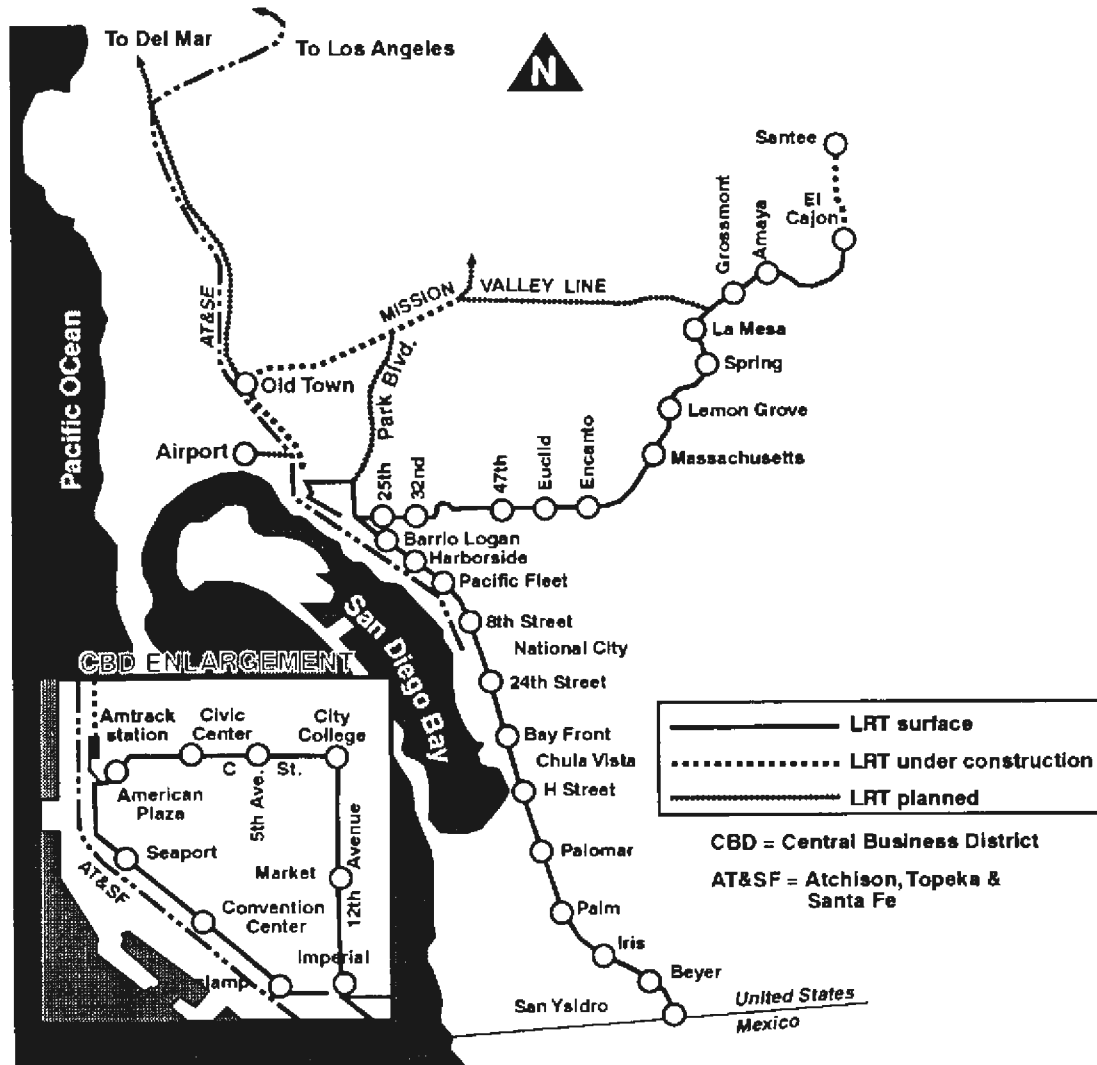 To Del Mar
To Los Angeles
N
Santee
El
Cajon
Grossmont
Amaya
MISSION
VALLEY LINE
La Mesa
Spring
Lemon Grove
Massachusetts
AT&SE
Pacific OCean
Old Town
Park Blvd.
Airport
25th
32nd
47th
Euclid
Encanto
Barrio Logan
Harborside
Pacific Fleet
8th Street
National City
24th Street
Bay Front
Chula Vista
H Street
Palomar
Palm
Iris
Beyer
San Ysidro
United States
Mexico
San Diego Bay
CBD ENLARGEMENT
Amtrack
station
Civic
Center
City
College
C St.
5th Ave.
American
Plaza
Seaport
AT&SF
Market
12th Avenue
Convention
Center
Imperial
LRT surface
LRT under construction
LRT planned
CBD = Central Business District
AT&SF = Atchison, Topeka &
Santa Fe